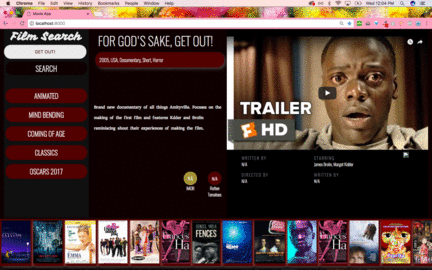 Chrome File Edit View History Bookmarks People Window Help
Wed 12:04 PM
Movie App
localhost:8000
Film Search
GET OUT!
SEARCH
ANIMATED
MIND BENDING
COMING OF AGE
CLASSICS
OSCARS 2017
FOR GOD'S SAKE, GET OUT!
2005, USA, Documentary, Short, Horror
Brand new documentary of all things Amityville. Focuses on
the making of the first film and features Kidder and Brolin
reminiscing about their experiences of making the film.
N/A
IMDB
N/A
Rotten
Tomatoes
TRAILER
HD
WRITTEN BY
N/A
STARRING
James Brolin, Margot Kidder
DIRECTED BY
N/A
WRITTEN BY
N/A
EMMA
FENCES